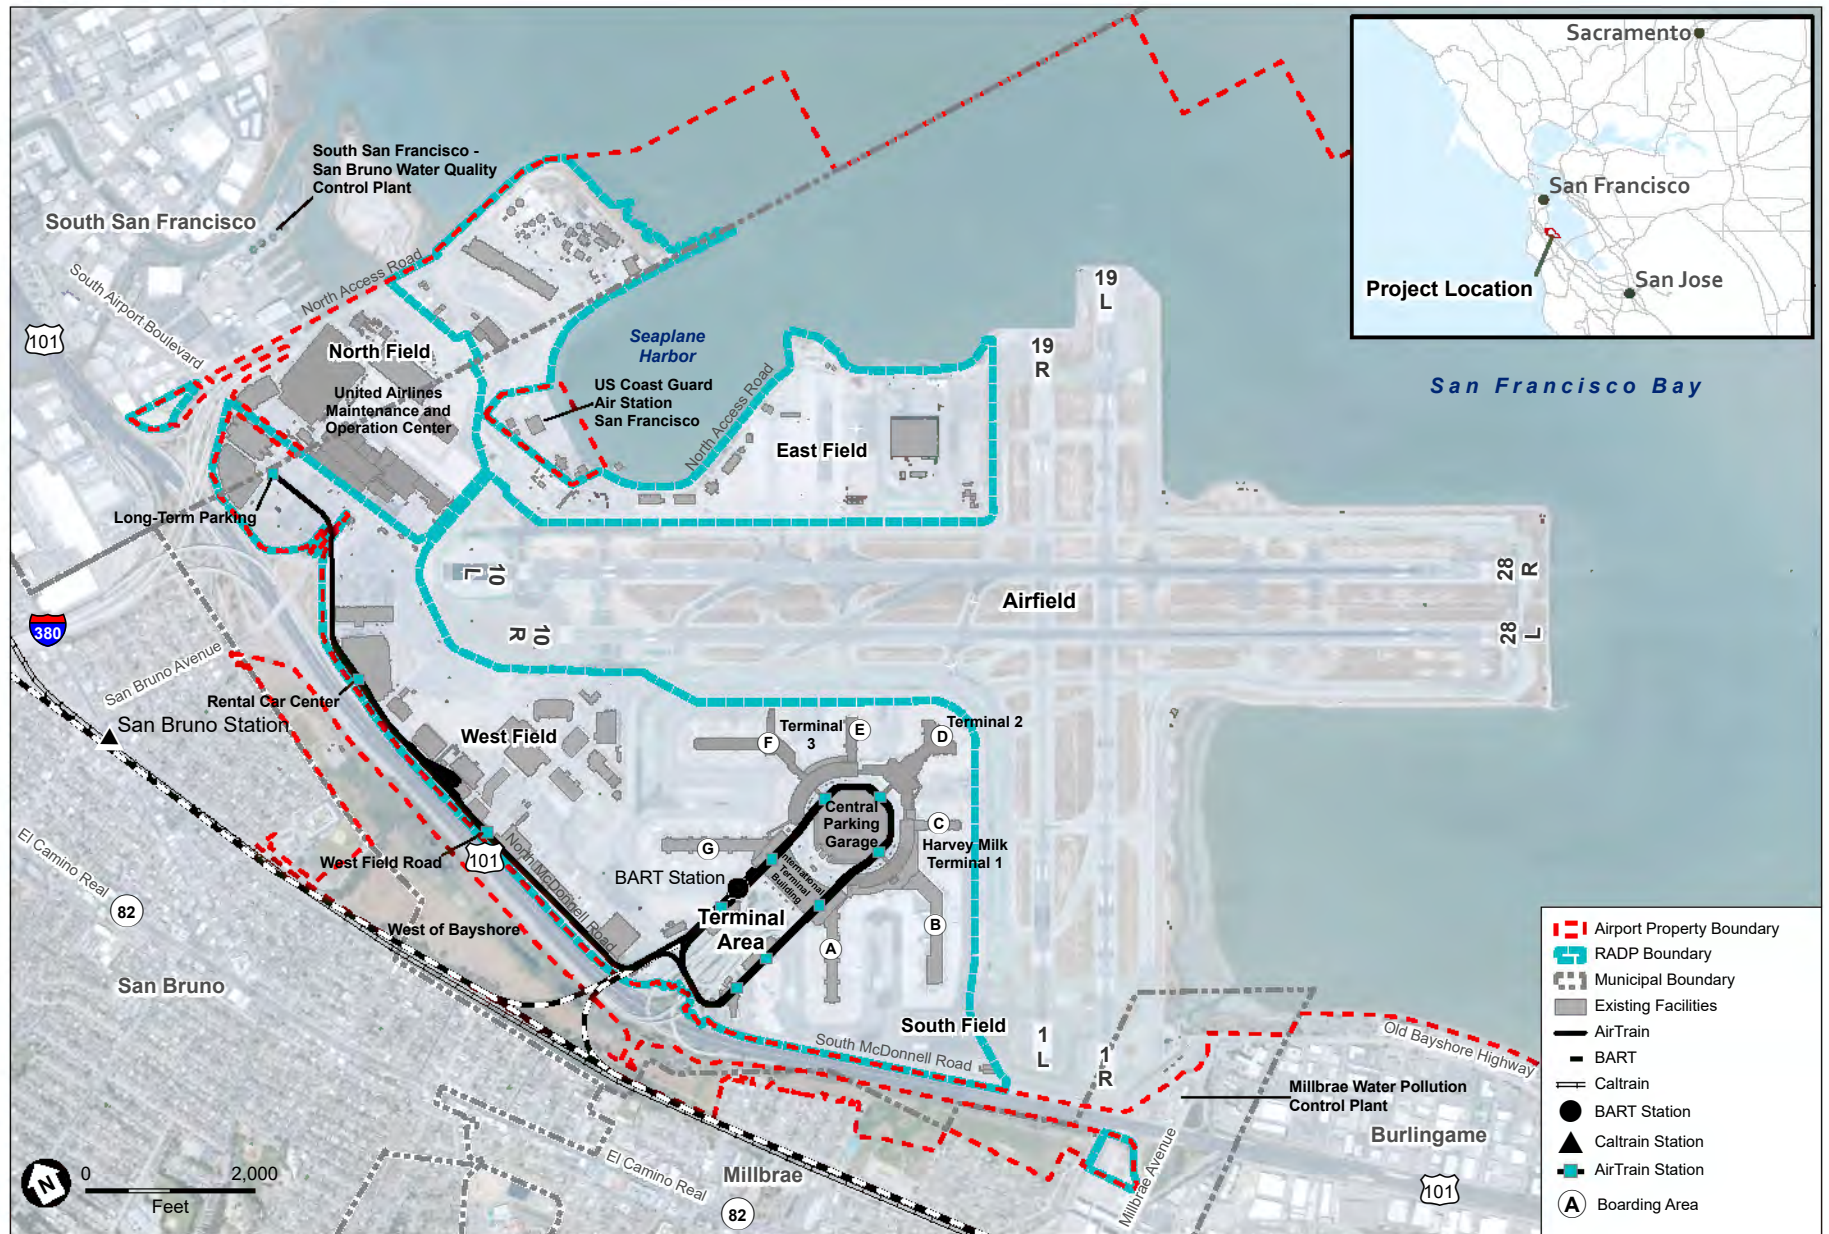 Sacramento
San Francisco
San Jose
Project Location
South San Francisco -
San Bruno Water Quality
Control Plant
South San Francisco
North Access Road
South Airport Boulevard
101
North Field
United Airlines
Maintenance and
Operation Center
Seaplane
Harbor
US Coast Guard
Air Station
San Francisco
North Access Road
East Field
19
L
19
R
San Francisco Bay
Long-Term Parking
10
L
10
R
28
R
28
L
Airfield
380
San Bruno Avenue
Rental Car Center
San Bruno Station
West Field
Terminal
3
Terminal 2
F
E
D
C
G
B
A
Central
Parking
Garage
Harvey Milk
Terminal 1
International
Terminal
Building
BART Station
Terminal
Area
West Field Road
101
North McDonnell Road
El Camino Real
82
West of Bayshore
San Bruno
South Field
South McDonnell Road
1
L
1
R
Old Bayshore Highway
Millbrae Water Pollution
Control Plant
Burlingame
Millbrae Avenue
Millbrae
El Camino Real
82
101
N
0
2,000
Feet
Airport Property Boundary
RADP Boundary
Municipal Boundary
Existing Facilities
AirTrain
BART
Caltrain
BART Station
Caltrain Station
AirTrain Station
A
Boarding Area